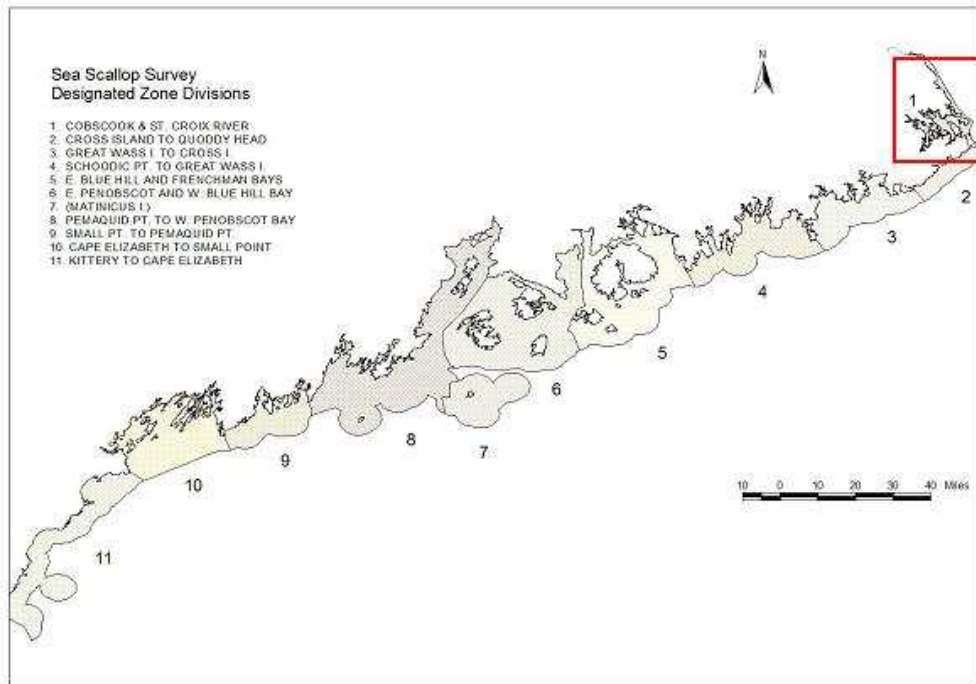 Sea Scallop Survey
Designated Zone Divisions
1. COBSCOOK & ST. CROIX RIVER
2. CROSS ISLAND TO QUODDY HEAD
3. GREAT WASS I. TO CROSS I.
4. SCHOODIC PT. TO GREAT WASS I.
5. E. BLUE HILL AND FRENCHMAN BAYS
6. E. PENOBSCOT AND W. BLUE HILL BAY
7. (MATINICUS I.)
8. PEMAQUID PT. TO W. PENOBSCOT BAY
9. SMALL PT. TO PEMAQUID PT.
10. CAPE ELIZABETH TO SMALL POINT
11. KITTERY TO CAPE ELIZABETH
N
1
2
3
4
5
6
7
8
9
10
11
10 0 10 20 30 40 Miles